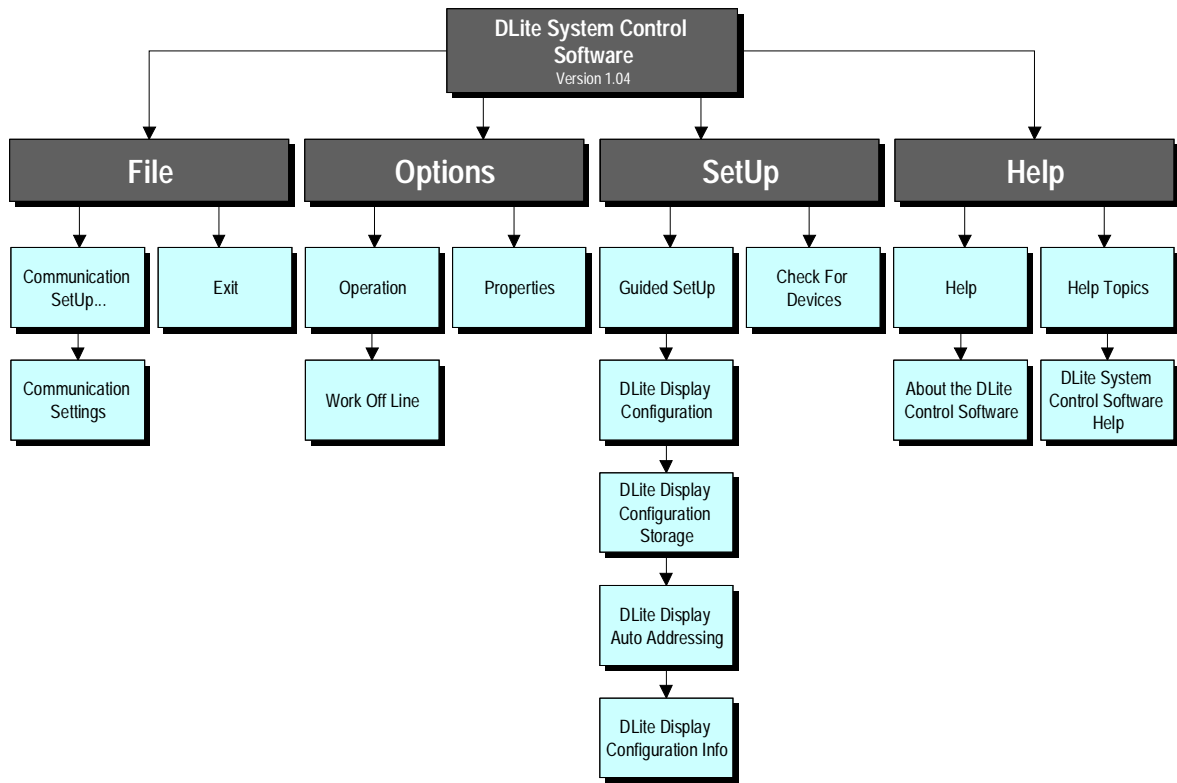 DLite System Control
Software
Version 1.04
File
Options
SetUp
Help
Communication
SetUp...
Exit
Operation
Properties
Guided SetUp
Check For
Devices
Help
Help Topics
Communication
Settings
Work Off Line
DLite Display
Configuration
About the DLite
Control Software
DLite System
Control Software
Help
DLite Display
Configuration
Storage
DLite Display
Auto Addressing
DLite Display
Configuration Info